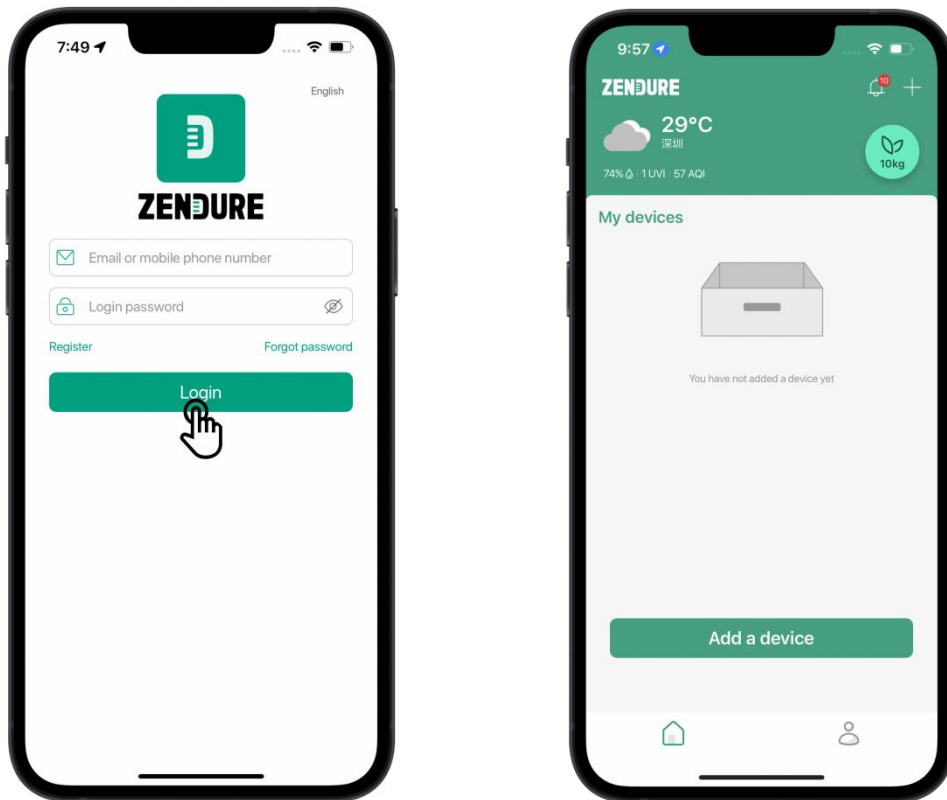 7:49
English
ZENDURE
Email or mobile phone number
Login password
Register
Forgot password
Login
9:57
ZENDURE
10
29°C
深圳
10kg
74% 1 UVI 57 AQI
My devices
You have not added a device yet
Add a device